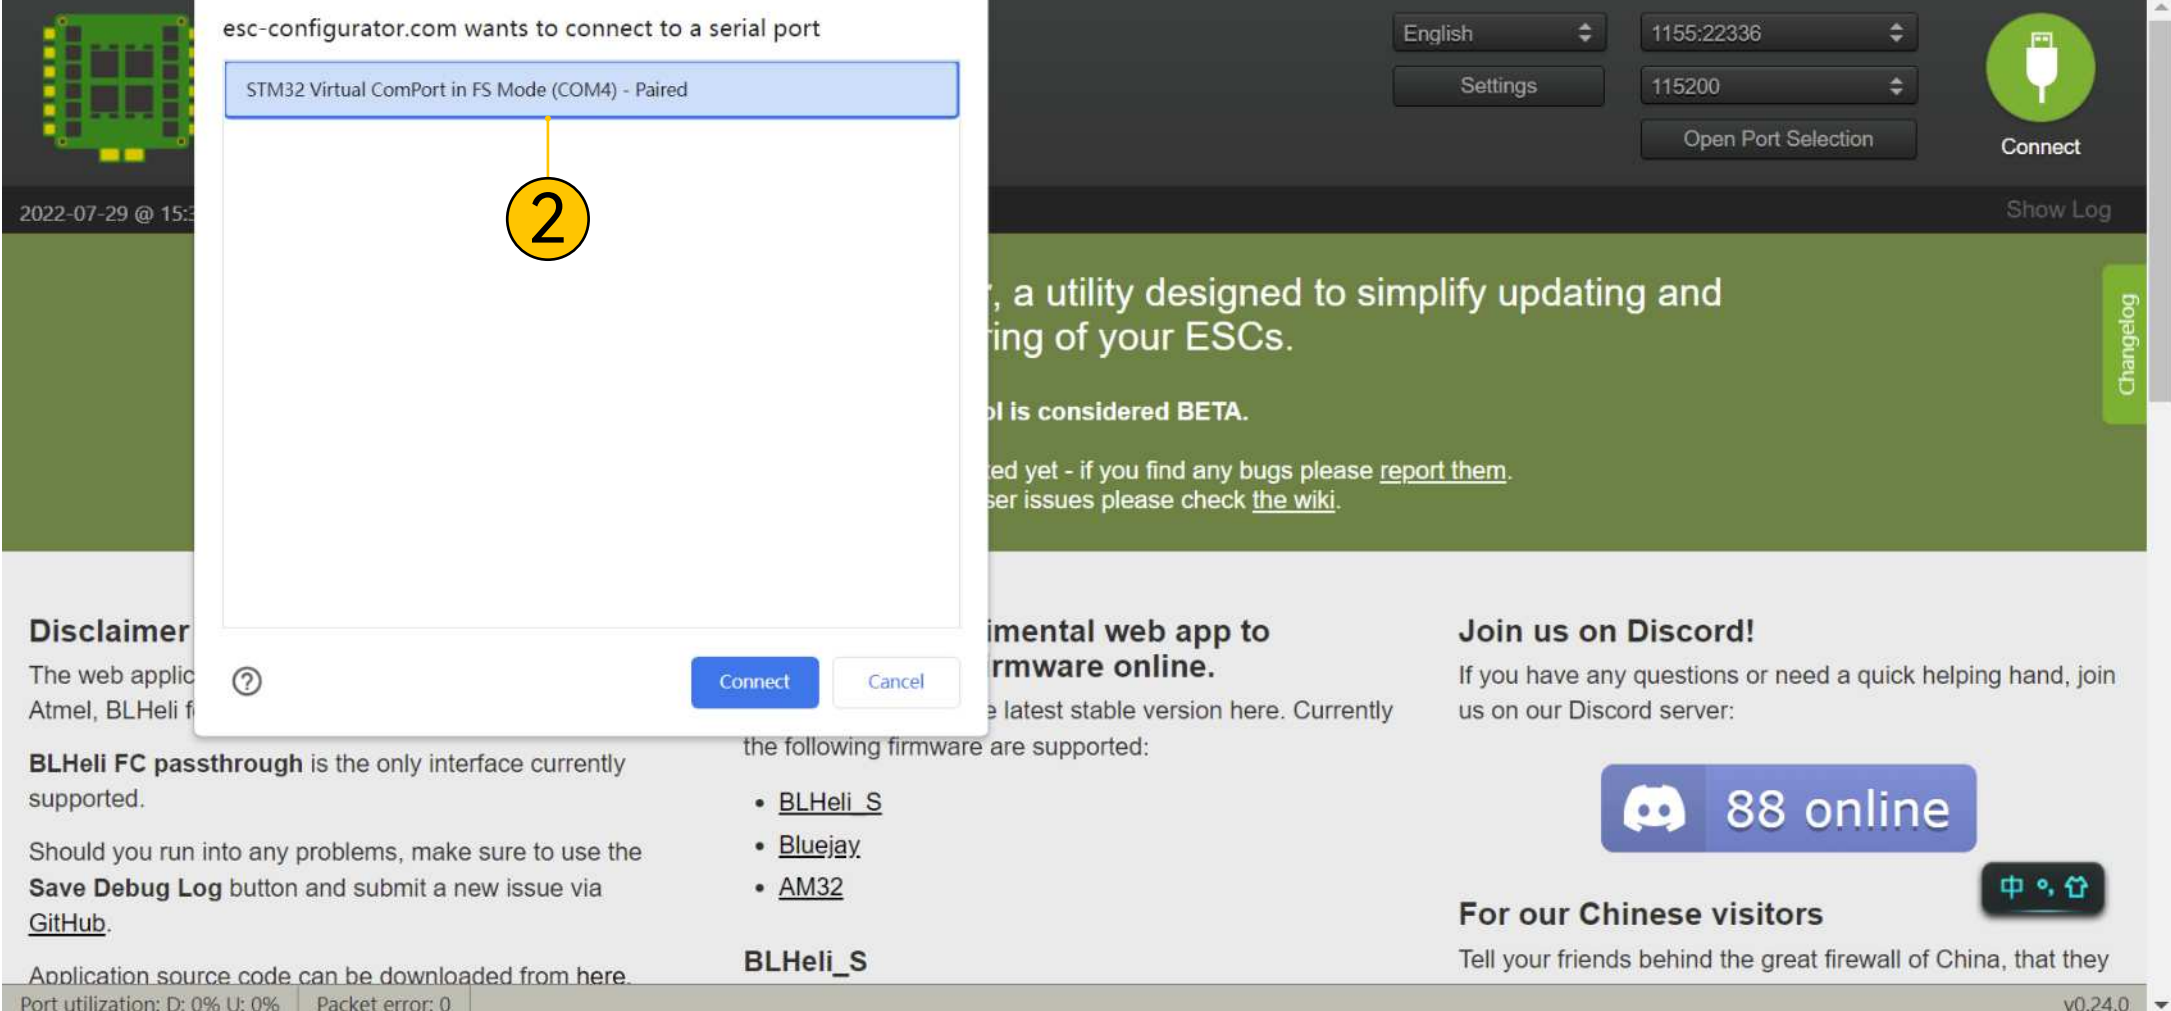 esc-configurator.com wants to connect to a serial port
STM32 Virtual ComPort in FS Mode (COM4) - Paired
2
Connect
Cancel
English
1155:22336
Settings
115200
Open Port Selection
Connect
2022-07-29 @ 15:
Show Log
, a utility designed to simplify updating and
ing of your ESCs.
is considered BETA.
ed yet - if you find any bugs please report them.
ser issues please check the wiki.
Changelog
Disclaimer
The web applic
Atmel, BLHeli
BLHeli FC passthrough is the only interface currently
supported.
Should you run into any problems, make sure to use the
Save Debug Log button and submit a new issue via
GitHub.
Application source code can be downloaded from here.
imental web app to
rmware online.
latest stable version here. Currently
the following firmware are supported:
• BLHeli_S
• Bluejay
• AM32
BLHeli_S
Join us on Discord!
If you have any questions or need a quick helping hand, join
us on our Discord server:
88 online
中
For our Chinese visitors
Tell your friends behind the great firewall of China, that they
Port utilization: D: 0% U: 0%
Packet error: 0
v0.24.0